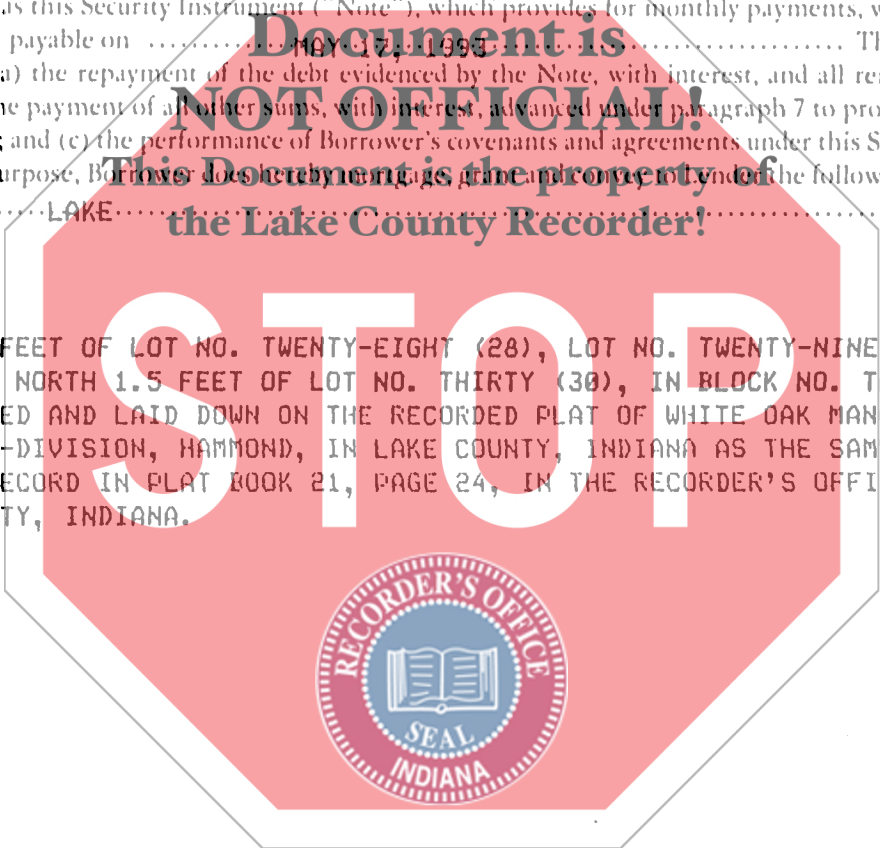 as this Security Instrument ("Note"), which provides for monthly payments, w
payable on MAY 17, 1993 Th
a) the repayment of the debt evidenced by the Note, with interest, and all re
e payment of all other sums, with interest, advanced under paragraph 7 to pro
; and (c) the performance of Borrower's covenants and agreements under this S
urpose, Borrower does hereby mortgage, grant and convey to Lender the follow
LAKE
Document is
NOT OFFICIAL!
This Document is the property of
the Lake County Recorder!
STOP
FEET OF LOT NO. TWENTY-EIGHT (28), LOT NO. TWENTY-NINE
NORTH 1.5 FEET OF LOT NO. THIRTY (30), IN BLOCK NO. T
ED AND LAID DOWN ON THE RECORDED PLAT OF WHITE OAK MAN
-DIVISION, HAMMOND, IN LAKE COUNTY, INDIANA AS THE SAM
ECORD IN PLAT BOOK 21, PAGE 24, IN THE RECORDER'S OFFI
TY, INDIANA.
RECORDER'S OFFICE
SEAL
INDIANA